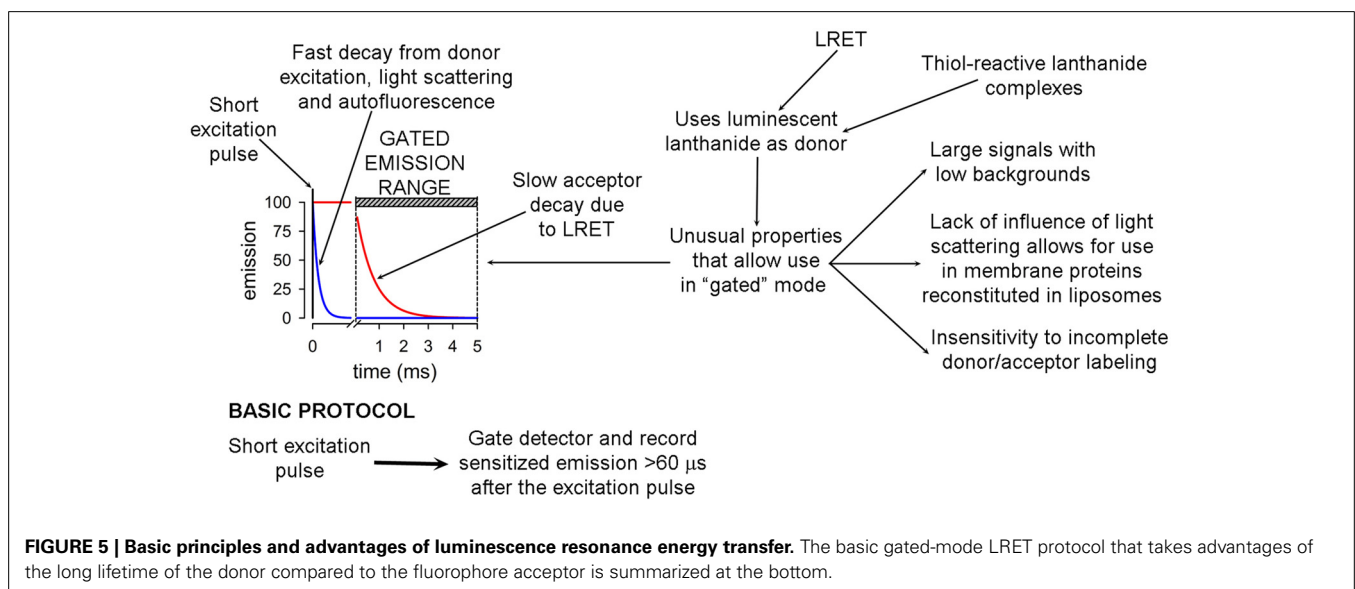 Fast decay from donor
excitation, light scattering
and autofluorescence
Short
excitation
pulse
GATED
EMISSION
RANGE
Slow acceptor
decay due
to LRET
100
75
50
25
0
emission
0
1 2 3 4 5
time (ms)
LRET
Thiol-reactive lanthanide
complexes
Uses luminescent
lanthanide as donor
Unusual properties
that allow use
in “gated” mode
Large signals with
low backgrounds
Lack of influence of light
scattering allows for use
in membrane proteins
reconstituted in liposomes
Insensitivity to incomplete
donor/acceptor labeling
BASIC PROTOCOL
Short excitation
pulse
Gate detector and record
sensitized emission >60 μs
after the excitation pulse
FIGURE 5 | Basic principles and advantages of luminescence resonance energy transfer. The basic gated-mode LRET protocol that takes advantages of
the long lifetime of the donor compared to the fluorophore acceptor is summarized at the bottom.